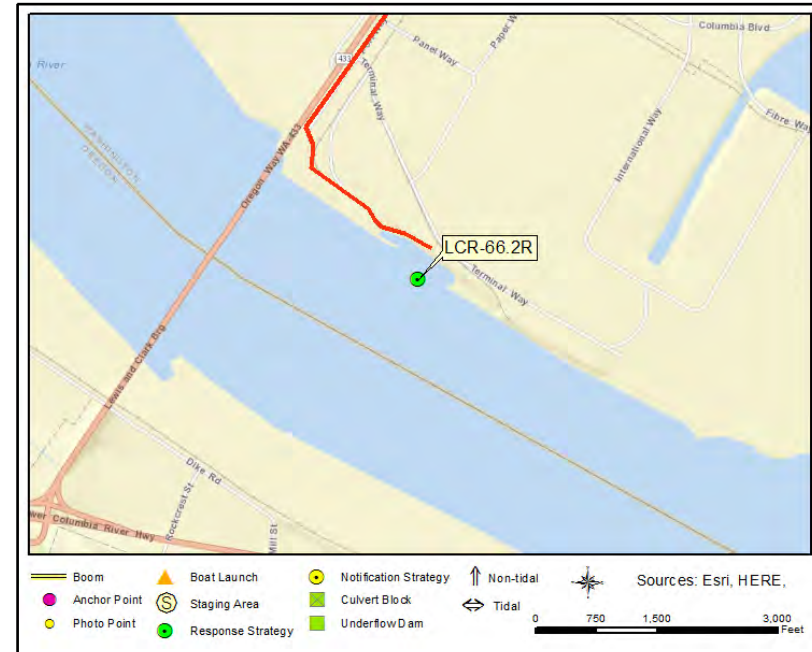 Columbia Blvd
Panel Way
Paper Way
River
433
Terminal Way
Fibre Way
WASHINGTON
OREGON
Oregon Way WA 433
International Way
LCR-66.2R
Terminal Way
Lewis and Clark Brg
Dike Rd
Rockcrest St
Mill St
wer Columbia River Hwy
Boom
Boat Launch
Notification Strategy
Non-tidal
Sources: Esri, HERE,
Anchor Point
S
Staging Area
Culvert Block
Tidal
Photo Point
Response Strategy
Underflow Dam
0 750 1,500 3,000
Feet